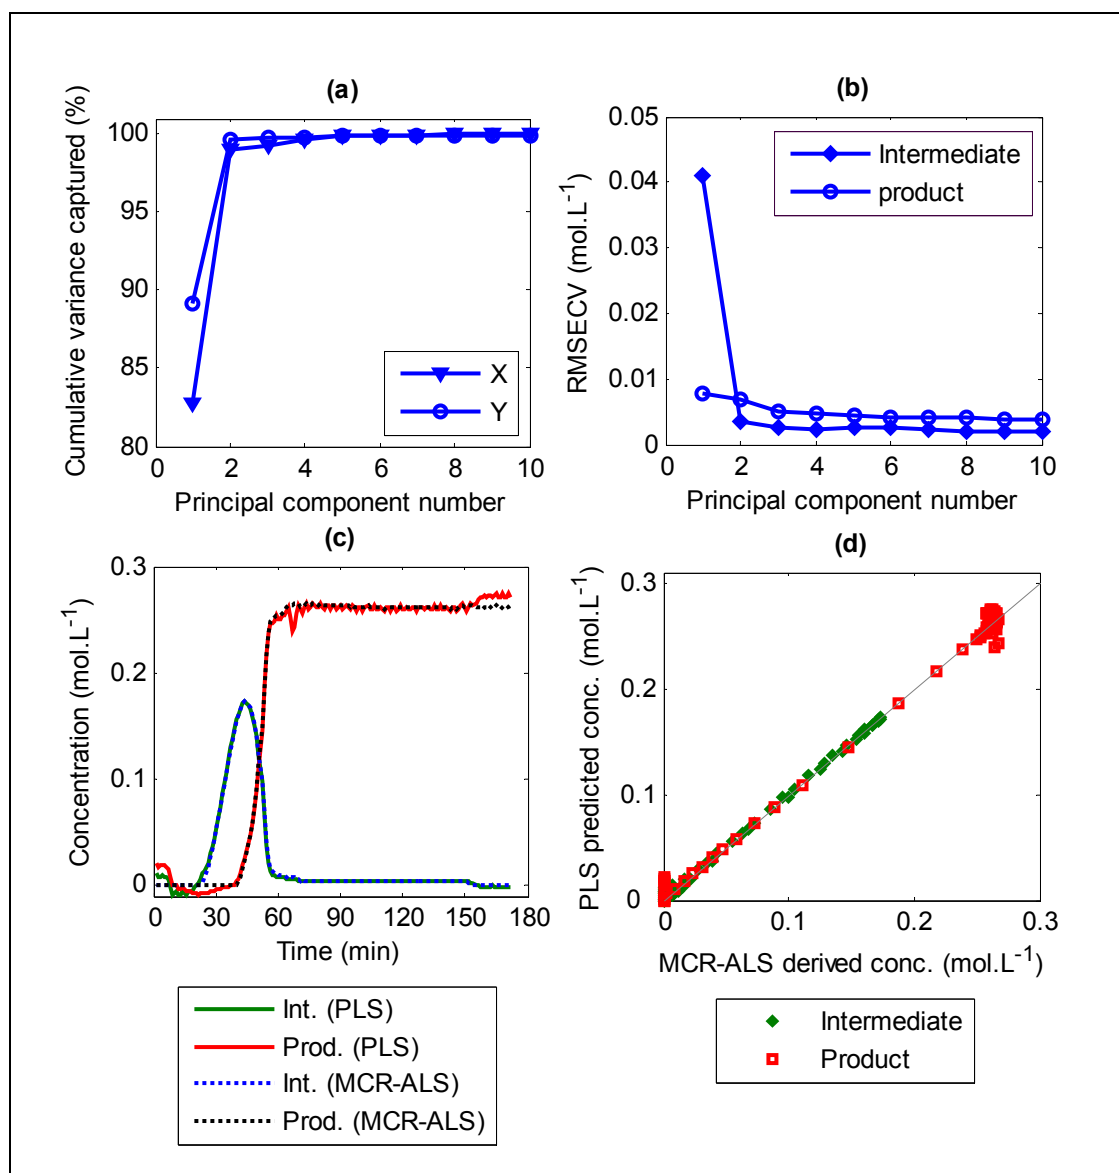 (a)
Cumulative variance captured (%)
100
95
90
85
80
0 2 4 6 8 10
Principal component number
X
Y
(b)
RMSECV (mol.L⁻¹)
0.05
0.04
0.03
0.02
0.01
0
0 2 4 6 8 10
Principal component number
Intermediate
product
(c)
Concentration (mol.L⁻¹)
0.3
0.2
0.1
0
0 30 60 90 120 150 180
Time (min)
Int. (PLS)
Prod. (PLS)
Int. (MCR-ALS)
Prod. (MCR-ALS)
(d)
PLS predicted conc. (mol.L⁻¹)
0.3
0.2
0.1
0
0 0.1 0.2 0.3
MCR-ALS derived conc. (mol.L⁻¹)
Intermediate
Product